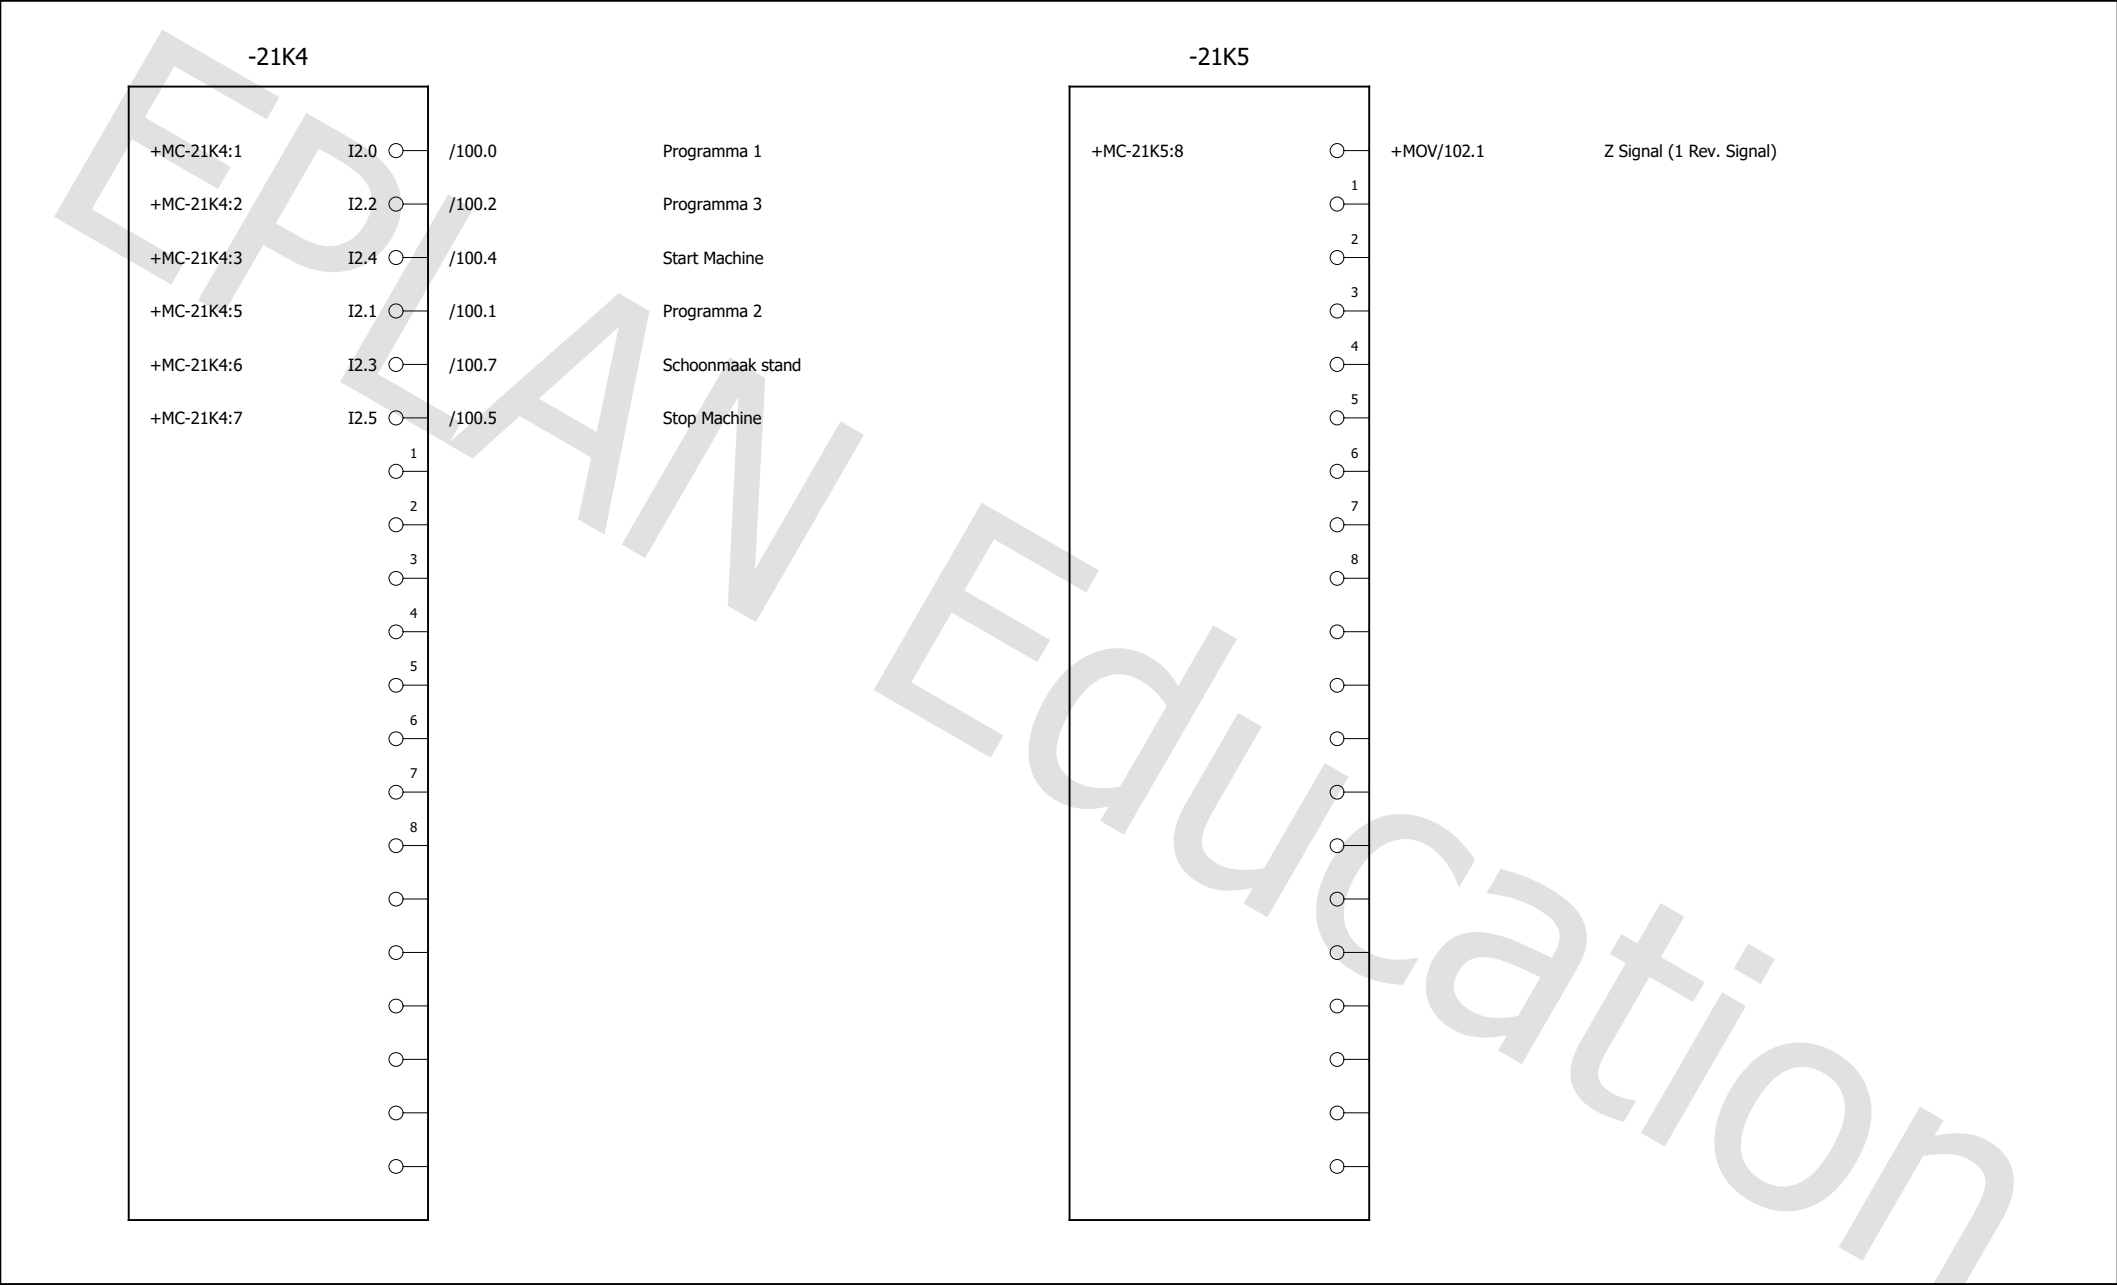 -21K4
+MC-21K4:1 I2.0 /100.0 Programma 1
+MC-21K4:2 I2.2 /100.2 Programma 3
+MC-21K4:3 I2.4 /100.4 Start Machine
+MC-21K4:5 I2.1 /100.1 Programma 2
+MC-21K4:6 I2.3 /100.7 Schoonmaak stand
+MC-21K4:7 I2.5 /100.5 Stop Machine
1
2
3
4
5
6
7
8
-21K5
+MC-21K5:8 +MOV/102.1 Z Signal (1 Rev. Signal)
1
2
3
4
5
6
7
8
EPLAN Education